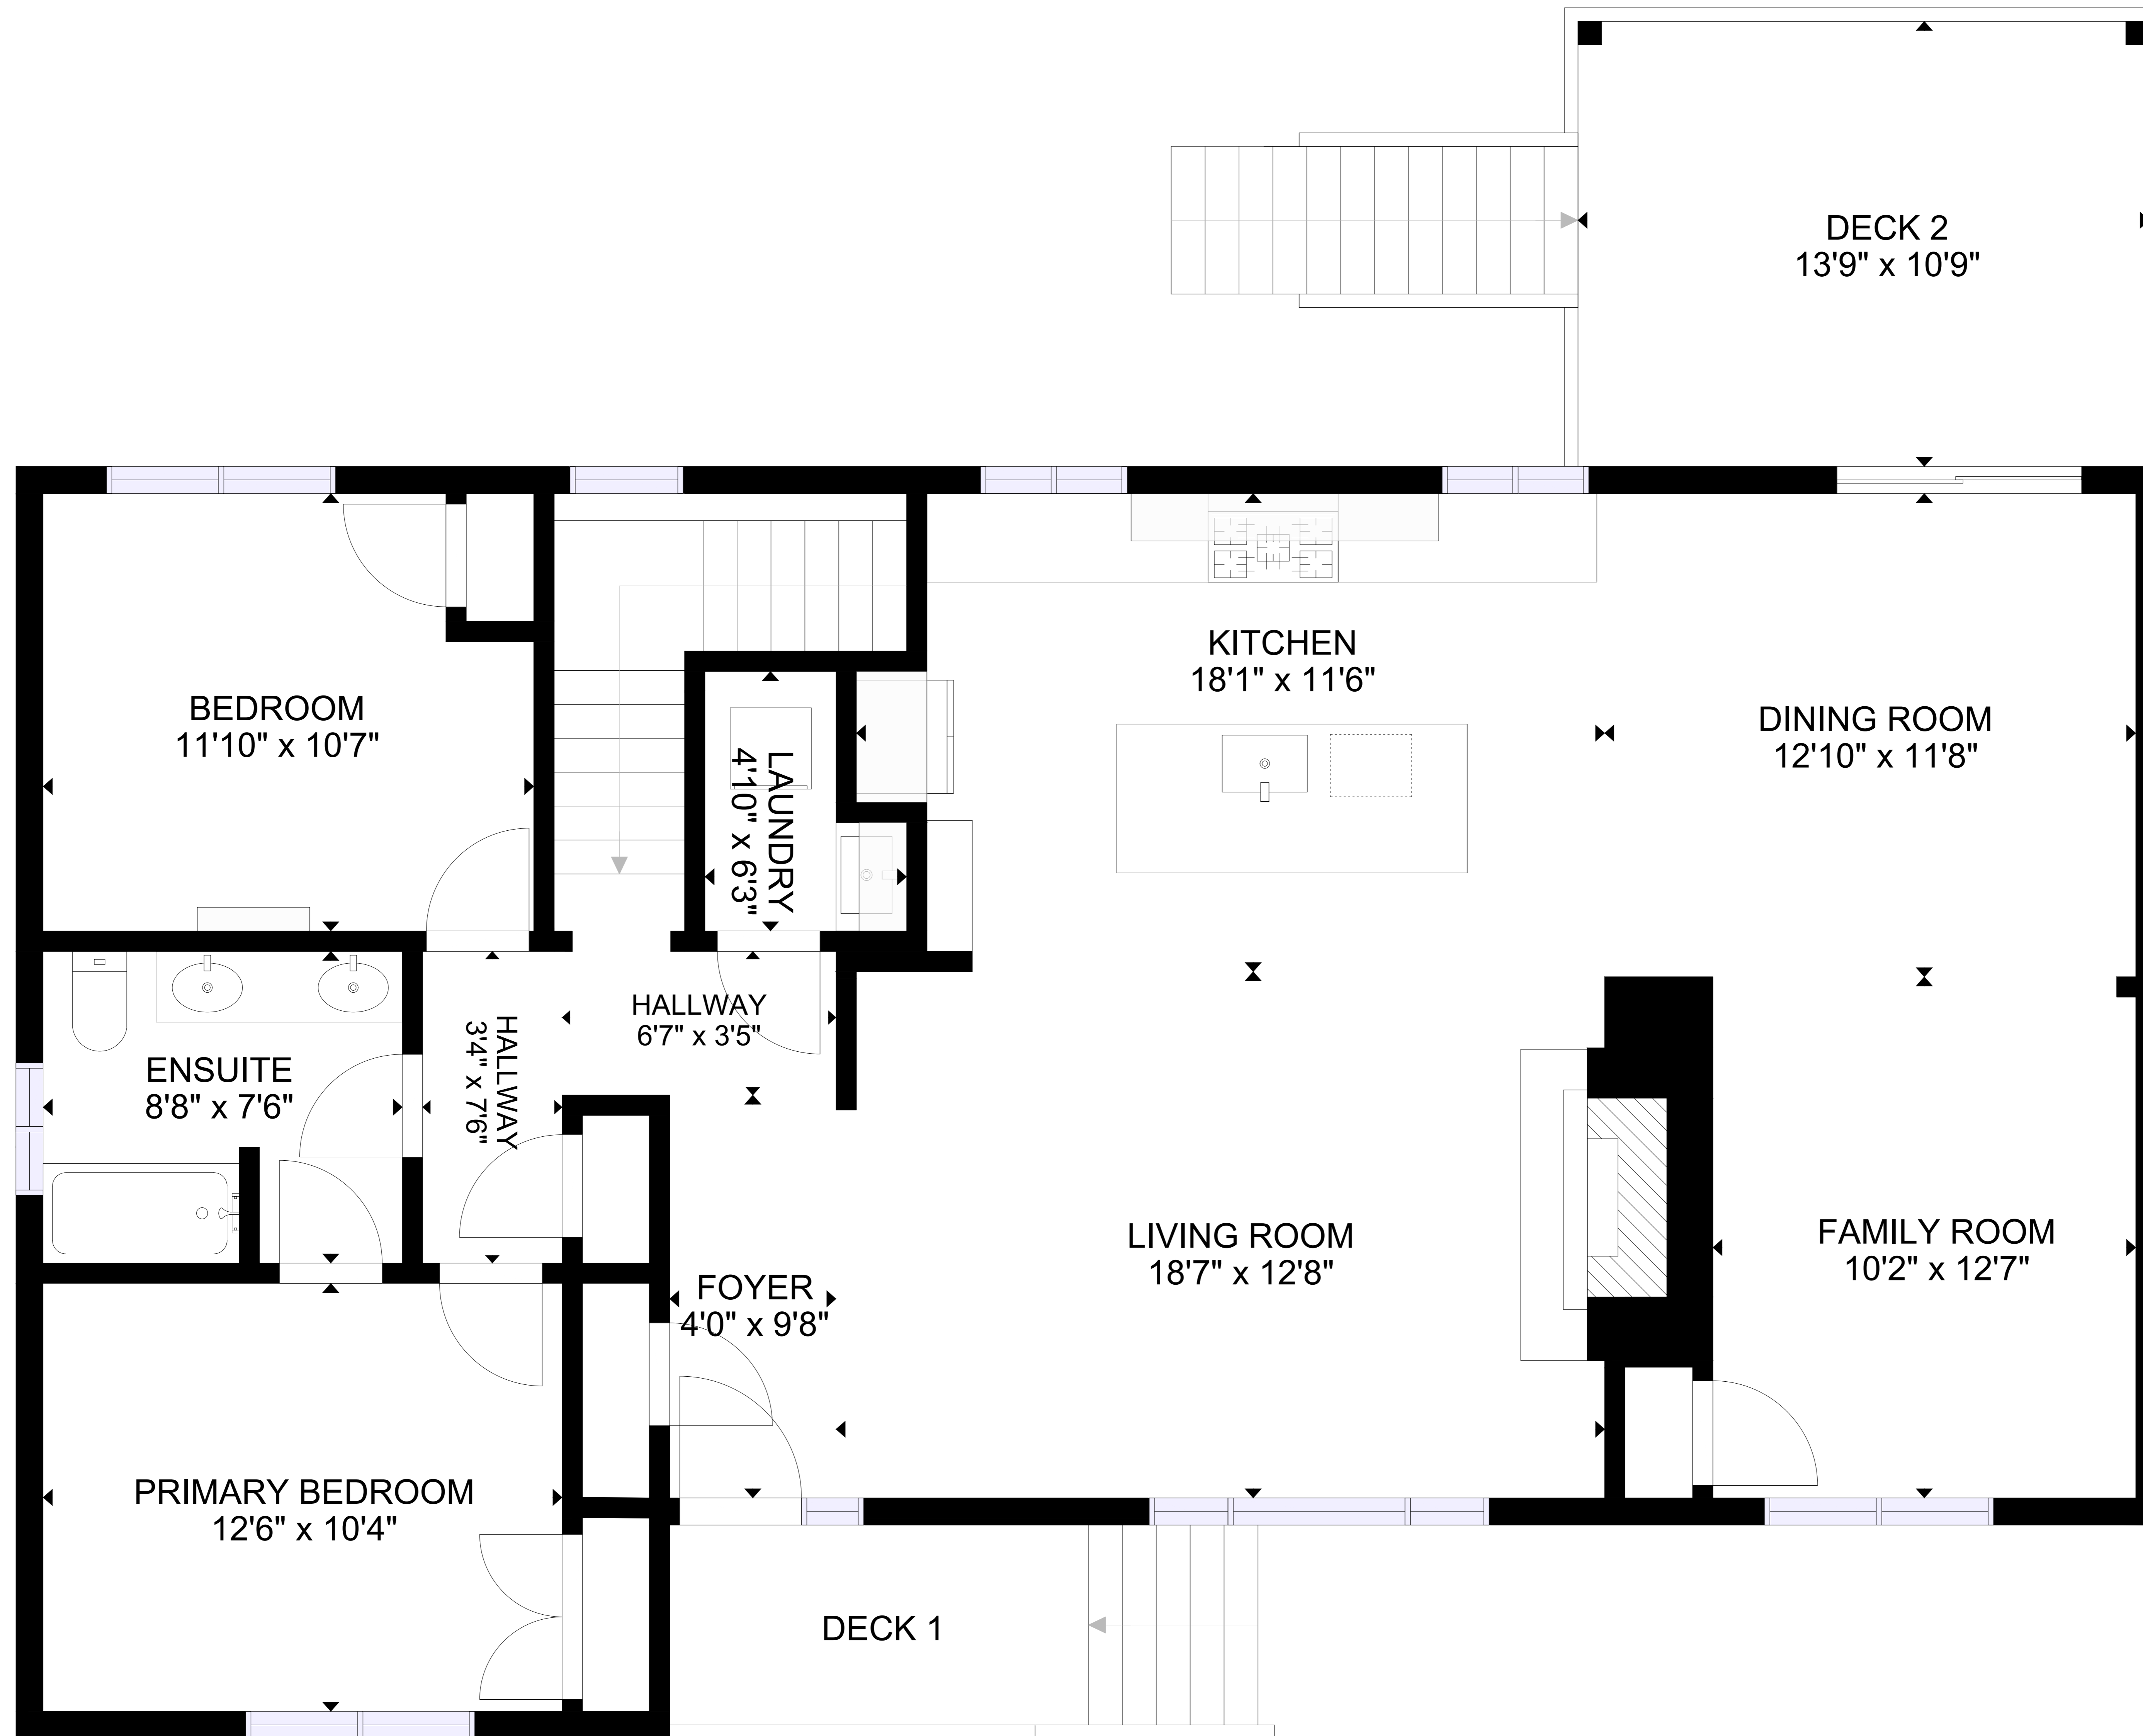 DECK 2
13'9" x 10'9"
KITCHEN
18'1" x 11'6"
BEDROOM
11'10" x 10'7"
DINING ROOM
12'10" x 11'8"
LAUNDRY
4'10" x 6'3"
HALLWAY
6'7" x 3'5"
HALLWAY
3'4" x 7'6"
ENSUITE
8'8" x 7'6"
LIVING ROOM
18'7" x 12'8"
FAMILY ROOM
10'2" x 12'7"
FOYER
4'0" x 9'8"
PRIMARY BEDROOM
12'6" x 10'4"
DECK 1